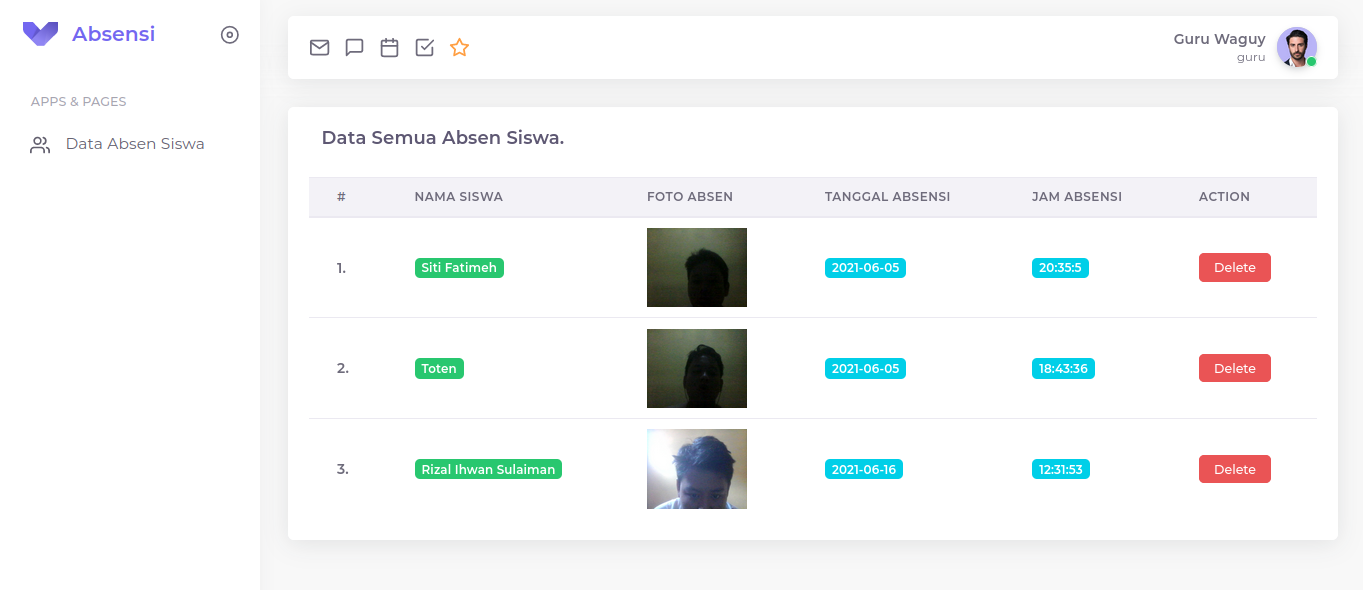 Absensi
Guru Waguy
guru
APPS & PAGES
Data Absen Siswa
Data Semua Absen Siswa.
# NAMA SISWA FOTO ABSEN TANGGAL ABSENSI JAM ABSENSI ACTION
1. Siti Fatimeh 2021-06-05 20:35:5 Delete
2. Toten 2021-06-05 18:43:36 Delete
3. Rizal Ihwan Sulaiman 2021-06-16 12:31:53 Delete